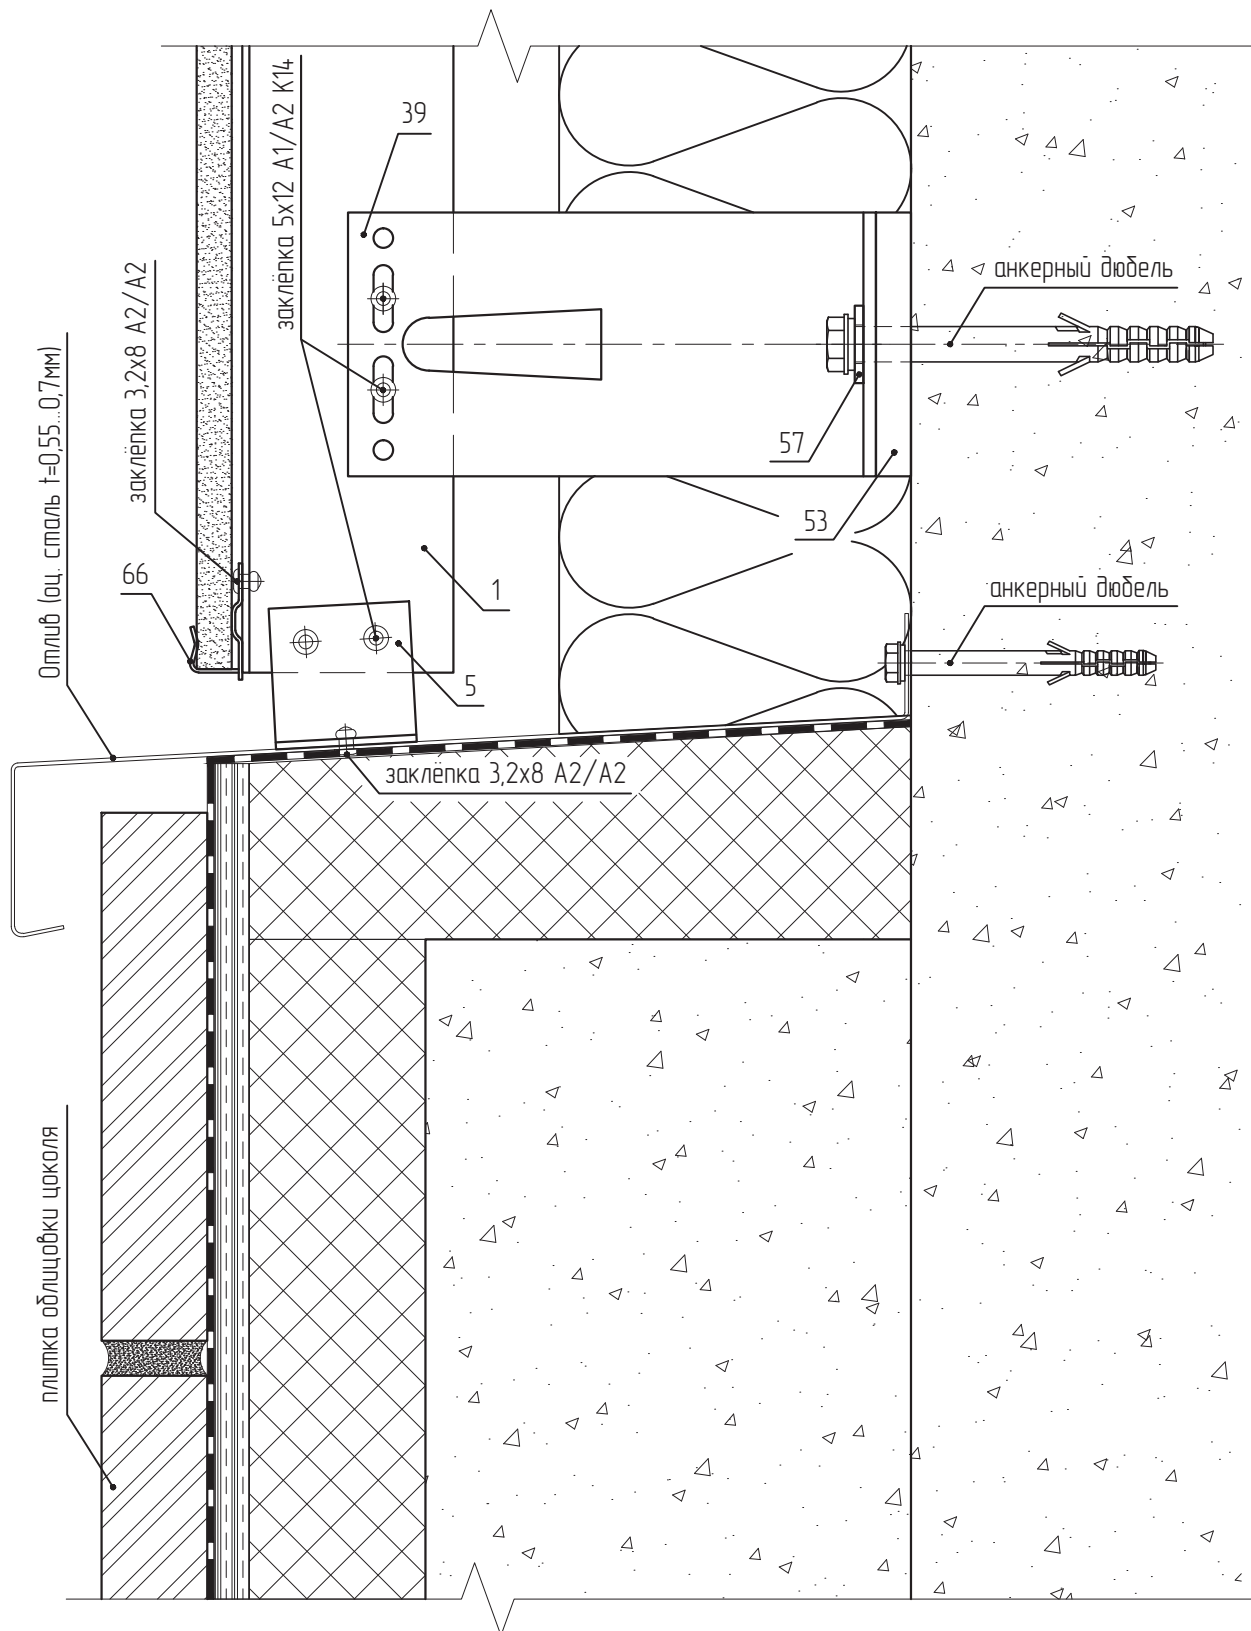 39
заклёпка 5х12 А1/А2 К14
заклёпка 3,2х8 А2/А2
анкерный дюбель
Отлив (оц. сталь t=0,55..0,7мм)
57
53
66
1
анкерный дюбель
5
заклёпка 3,2х8 А2/А2
плитка облицовки цоколя